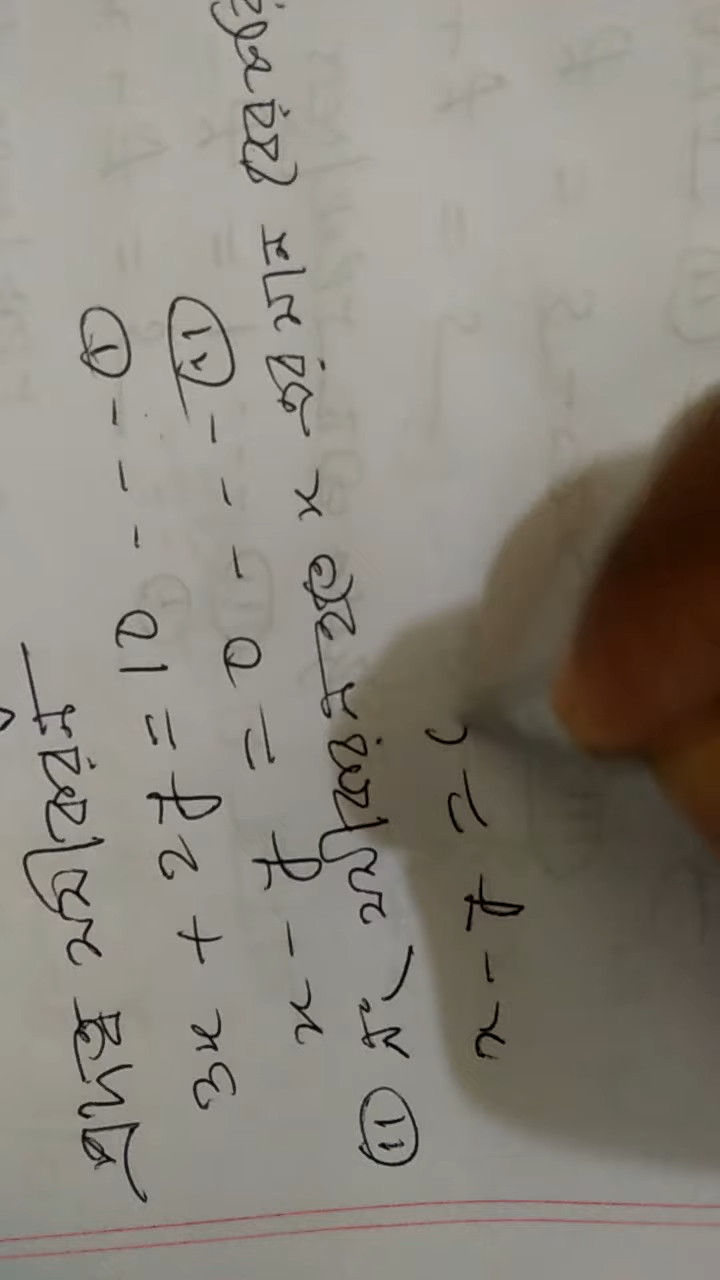 প্রদত্ত সমীকরণ
3x + 2y = 10 - - - (i)
x - y = 0 - - - (ii)
(ii) নং সমীকরণ হতে x এর মান বের
x - y =